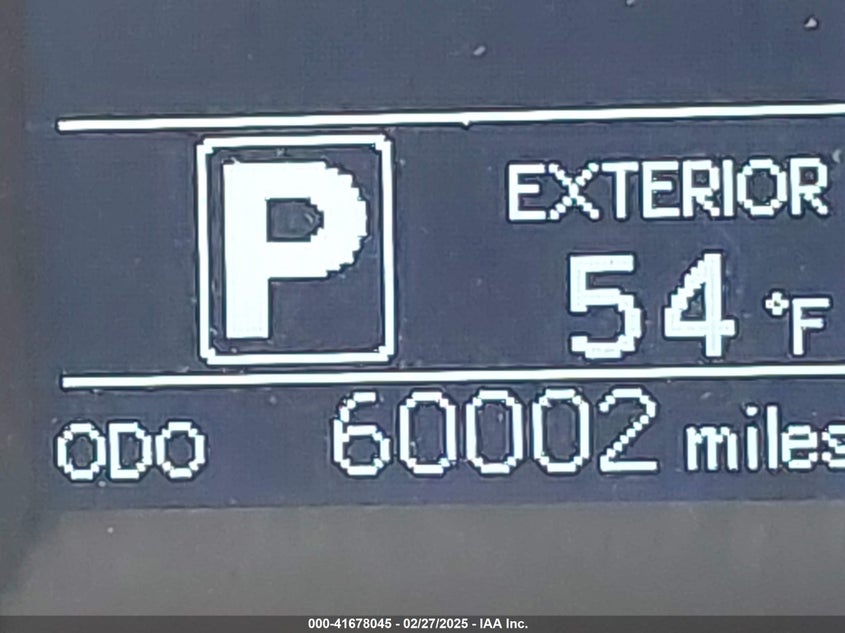 P
EXTERIOR
54 °F
ODO 60002 miles
000-41678045 - 02/27/2025 - IAA Inc.